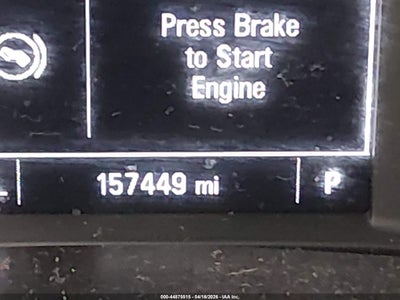 Press Brake
to Start
Engine
157449 mi
P
000-44879515 - 04/16/2026 - IAA Inc.